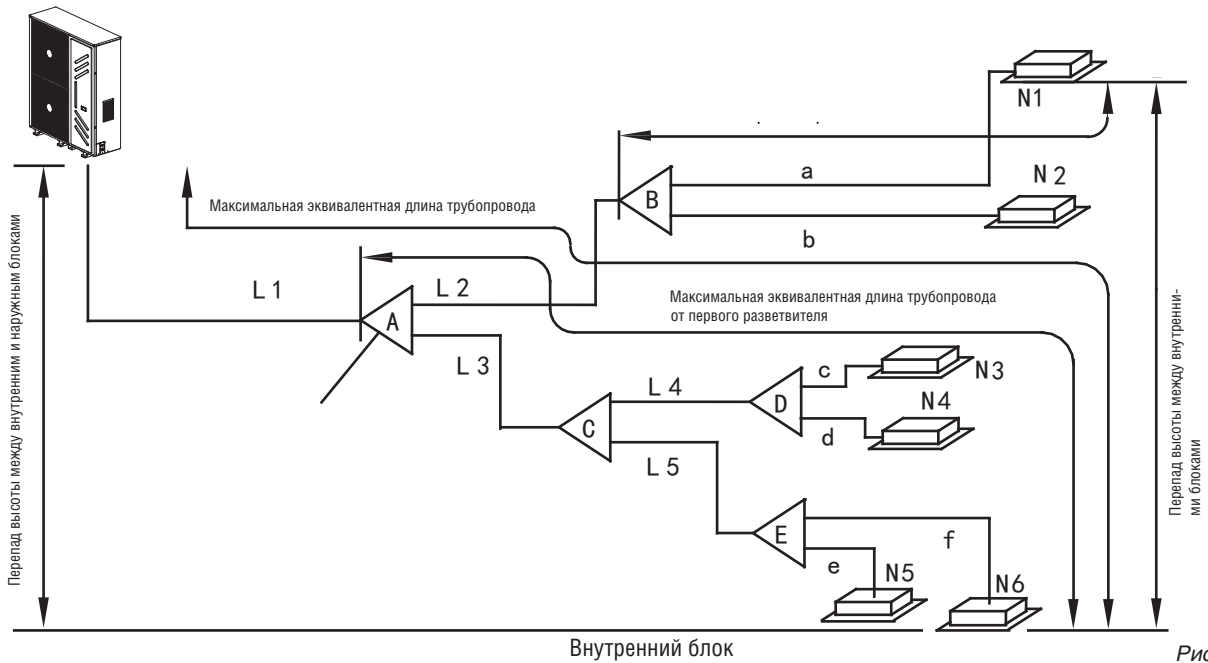 N1
a
N 2
B
Максимальная эквивалентная длина трубопровода
b
L 1
L 2
Максимальная эквивалентная длина трубопровода
от первого разветвителя
A
L 3
c
N3
L 4
D
N4
C
d
L 5
E
f
e
N5
N6
Перепад высоты между внутренним и наружным блоками
Перепад высоты между внутренни-
ми блоками
Внутренний блок
Рис